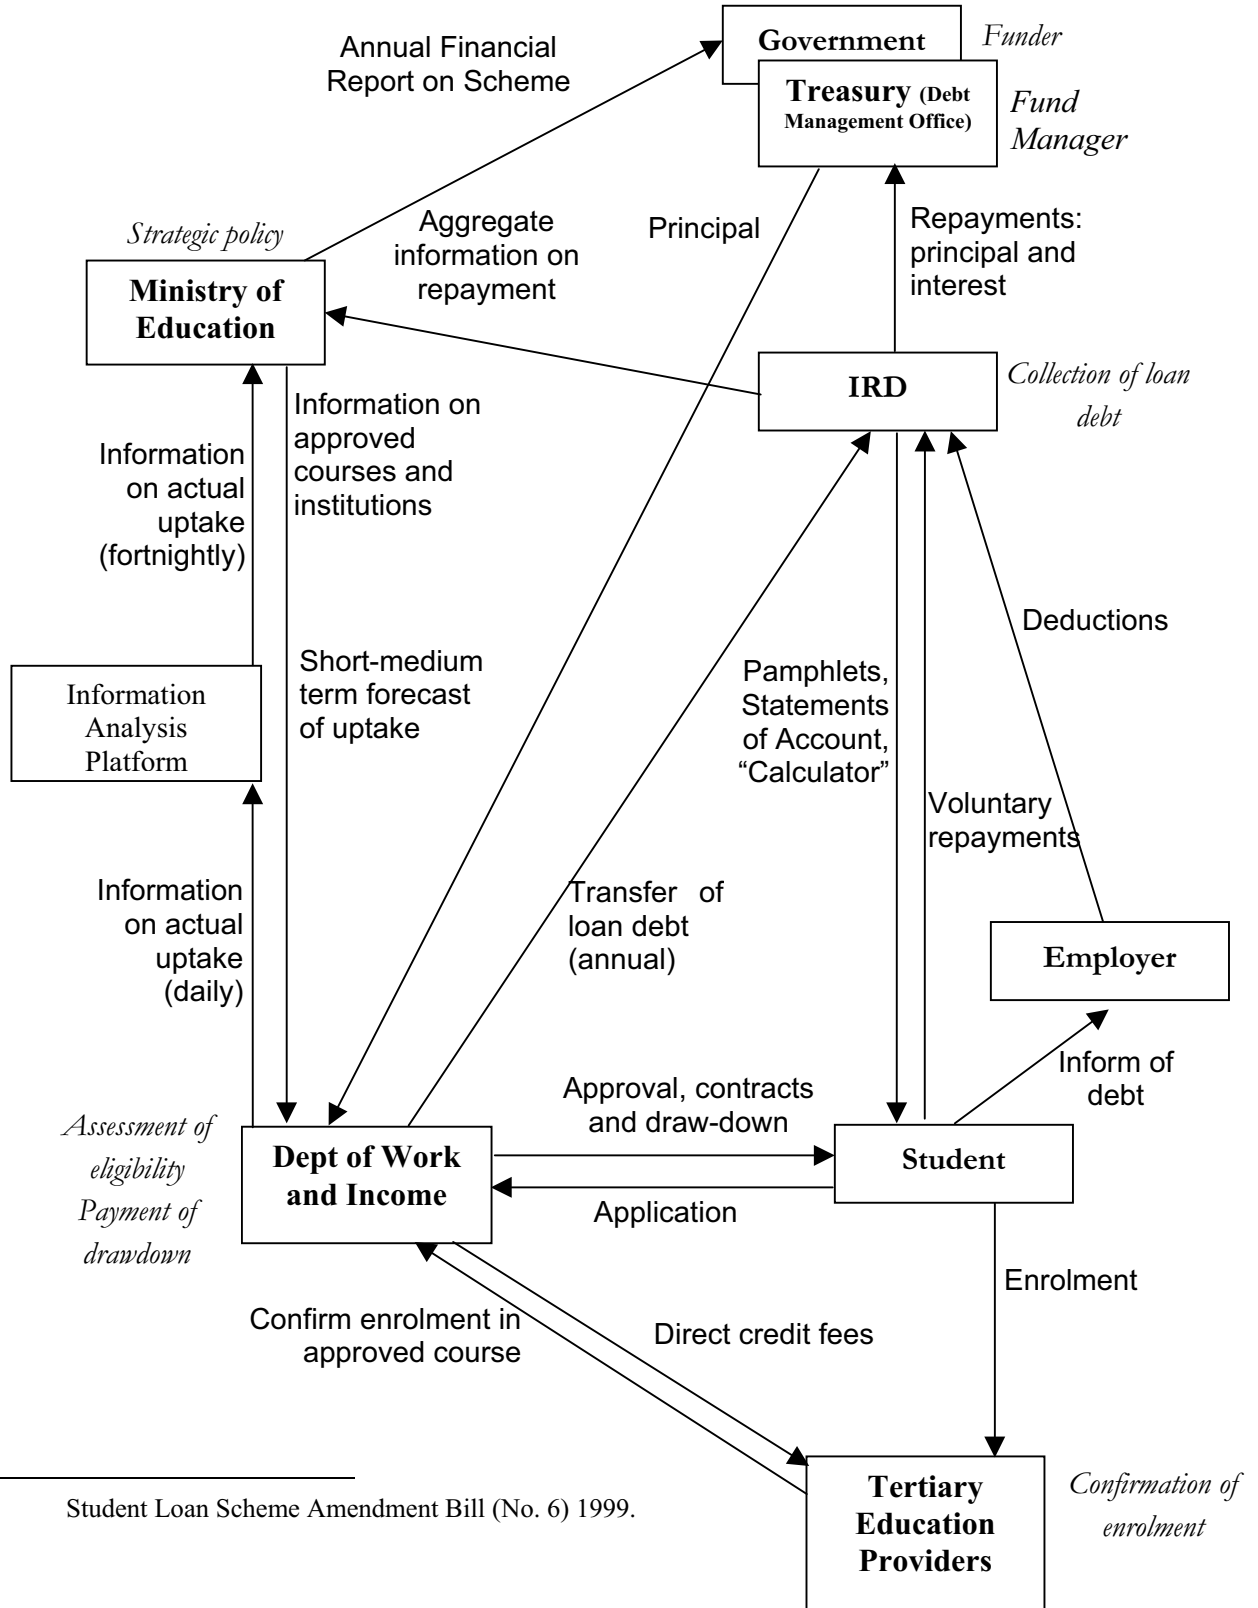 Annual Financial
Report on Scheme
Government
Funder
Treasury (Debt
Management Office)
Fund
Manager
Strategic policy
Ministry of
Education
Aggregate
information on
repayment
Principal
Repayments:
principal and
interest
IRD
Collection of loan
debt
Information on
approved
courses and
institutions
Information
on actual
uptake
(fortnightly)
Deductions
Short-medium
term forecast
of uptake
Information
Analysis
Platform
Pamphlets,
Statements
of Account,
“Calculator”
Voluntary
repayments
Information
on actual
uptake
(daily)
Transfer of
loan debt
(annual)
Employer
Inform of
debt
Approval, contracts
and draw-down
Assessment of
eligibility
Payment of
drawdown
Dept of Work
and Income
Student
Application
Enrolment
Confirm enrolment in
approved course
Direct credit fees
Tertiary
Education
Providers
Confirmation of
enrolment
Student Loan Scheme Amendment Bill (No. 6) 1999.